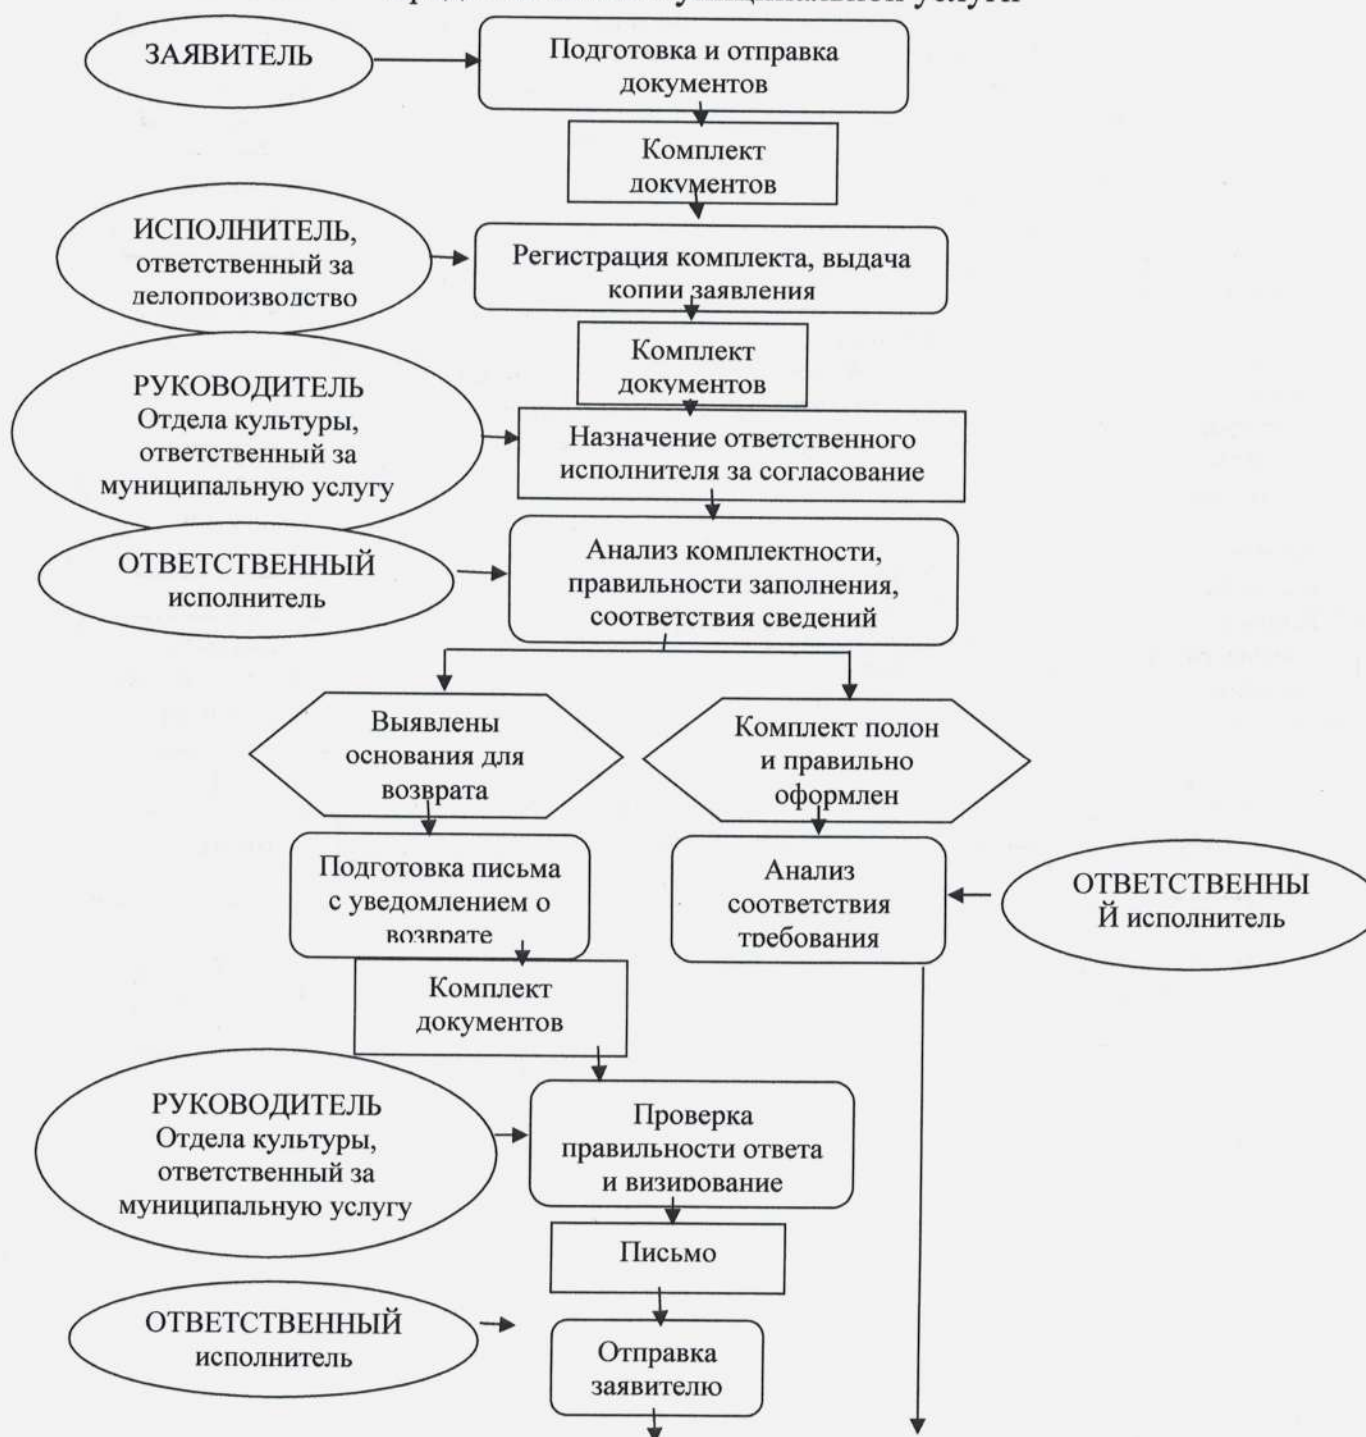 муниципальной услуги
ЗАЯВИТЕЛЬ
Подготовка и отправка
документов
Комплект
документов
ИСПОЛНИТЕЛЬ,
ответственный за
делопроизводство
Регистрация комплекта, выдача
копии заявления
Комплект
документов
РУКОВОДИТЕЛЬ
Отдела культуры,
ответственный за
муниципальную услугу
Назначение ответственного
исполнителя за согласование
ОТВЕТСТВЕННЫЙ
исполнитель
Анализ комплектности,
правильности заполнения,
соответствия сведений
Выявлены
основания для
возврата
Комплект полон
и правильно
оформлен
Подготовка письма
с уведомлением о
возврате
Анализ
соответствия
требования
ОТВЕТСТВЕННЫ
Й исполнитель
Комплект
документов
РУКОВОДИТЕЛЬ
Отдела культуры,
ответственный за
муниципальную услугу
Проверка
правильности ответа
и визирование
Письмо
ОТВЕТСТВЕННЫЙ
исполнитель
Отправка
заявителю